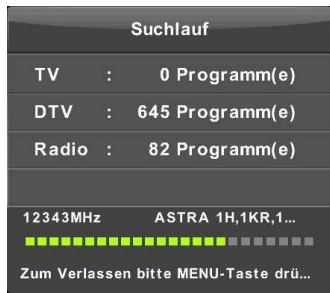 Suchlauf
TV : 0 Programm(e)
DTV : 645 Programm(e)
Radio : 82 Programm(e)
12343MHz ASTRA 1H,1KR,1...
Zum Verlassen bitte MENU-Taste drü...